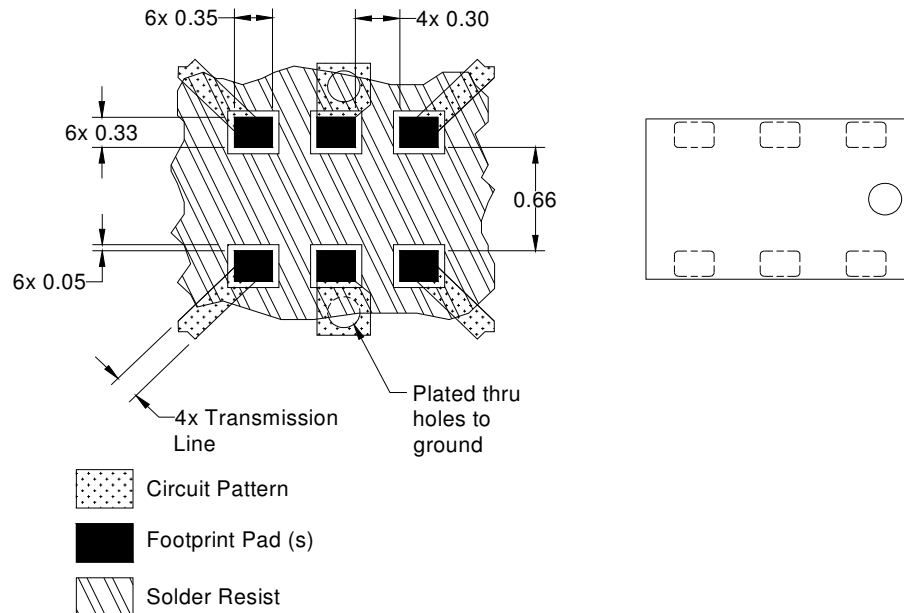 6x 0.35
4x 0.30
6x 0.33
0.66
6x 0.05
4x Transmission
Line
Plated thru
holes to
ground
Circuit Pattern
Footprint Pad (s)
Solder Resist